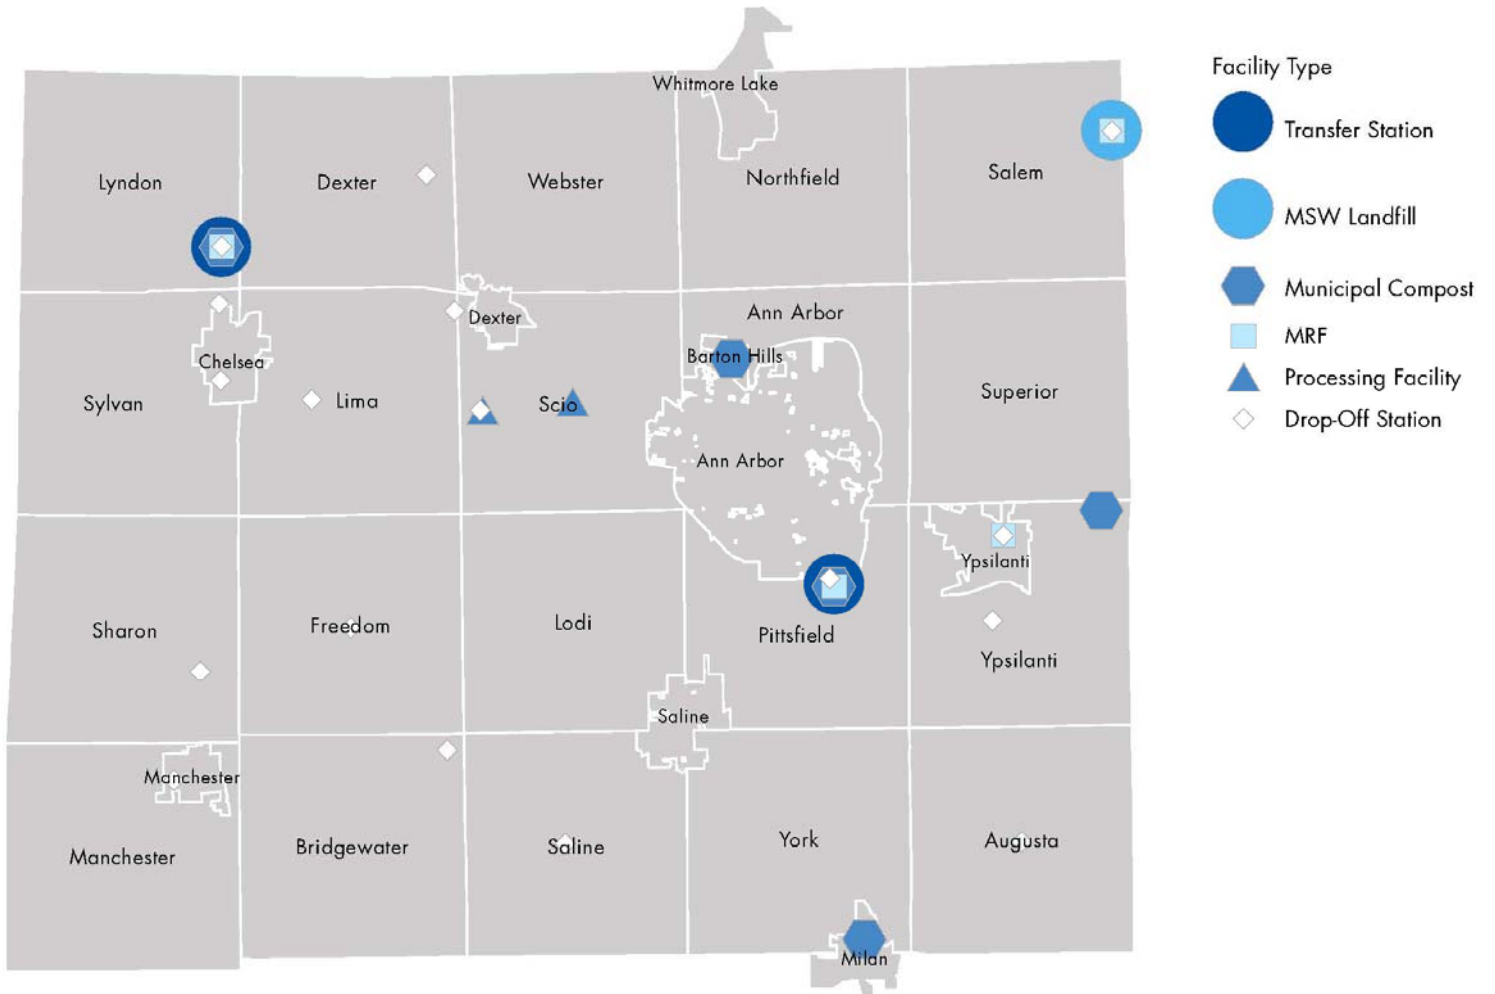 Whitmore Lake
Facility Type
Transfer Station
Lyndon
Dexter
Webster
Northfield
Salem
MSW Landfill
Municipal Compost
Dexter
Ann Arbor
MRF
Chelsea
Barton Hills
Processing Facility
Sylvan
Lima
Scio
Superior
Drop-Off Station
Ann Arbor
Ypsilanti
Sharon
Freedom
Lodi
Pittsfield
Ypsilanti
Saline
Manchester
Manchester
Bridgewater
Saline
York
Augusta
Milan